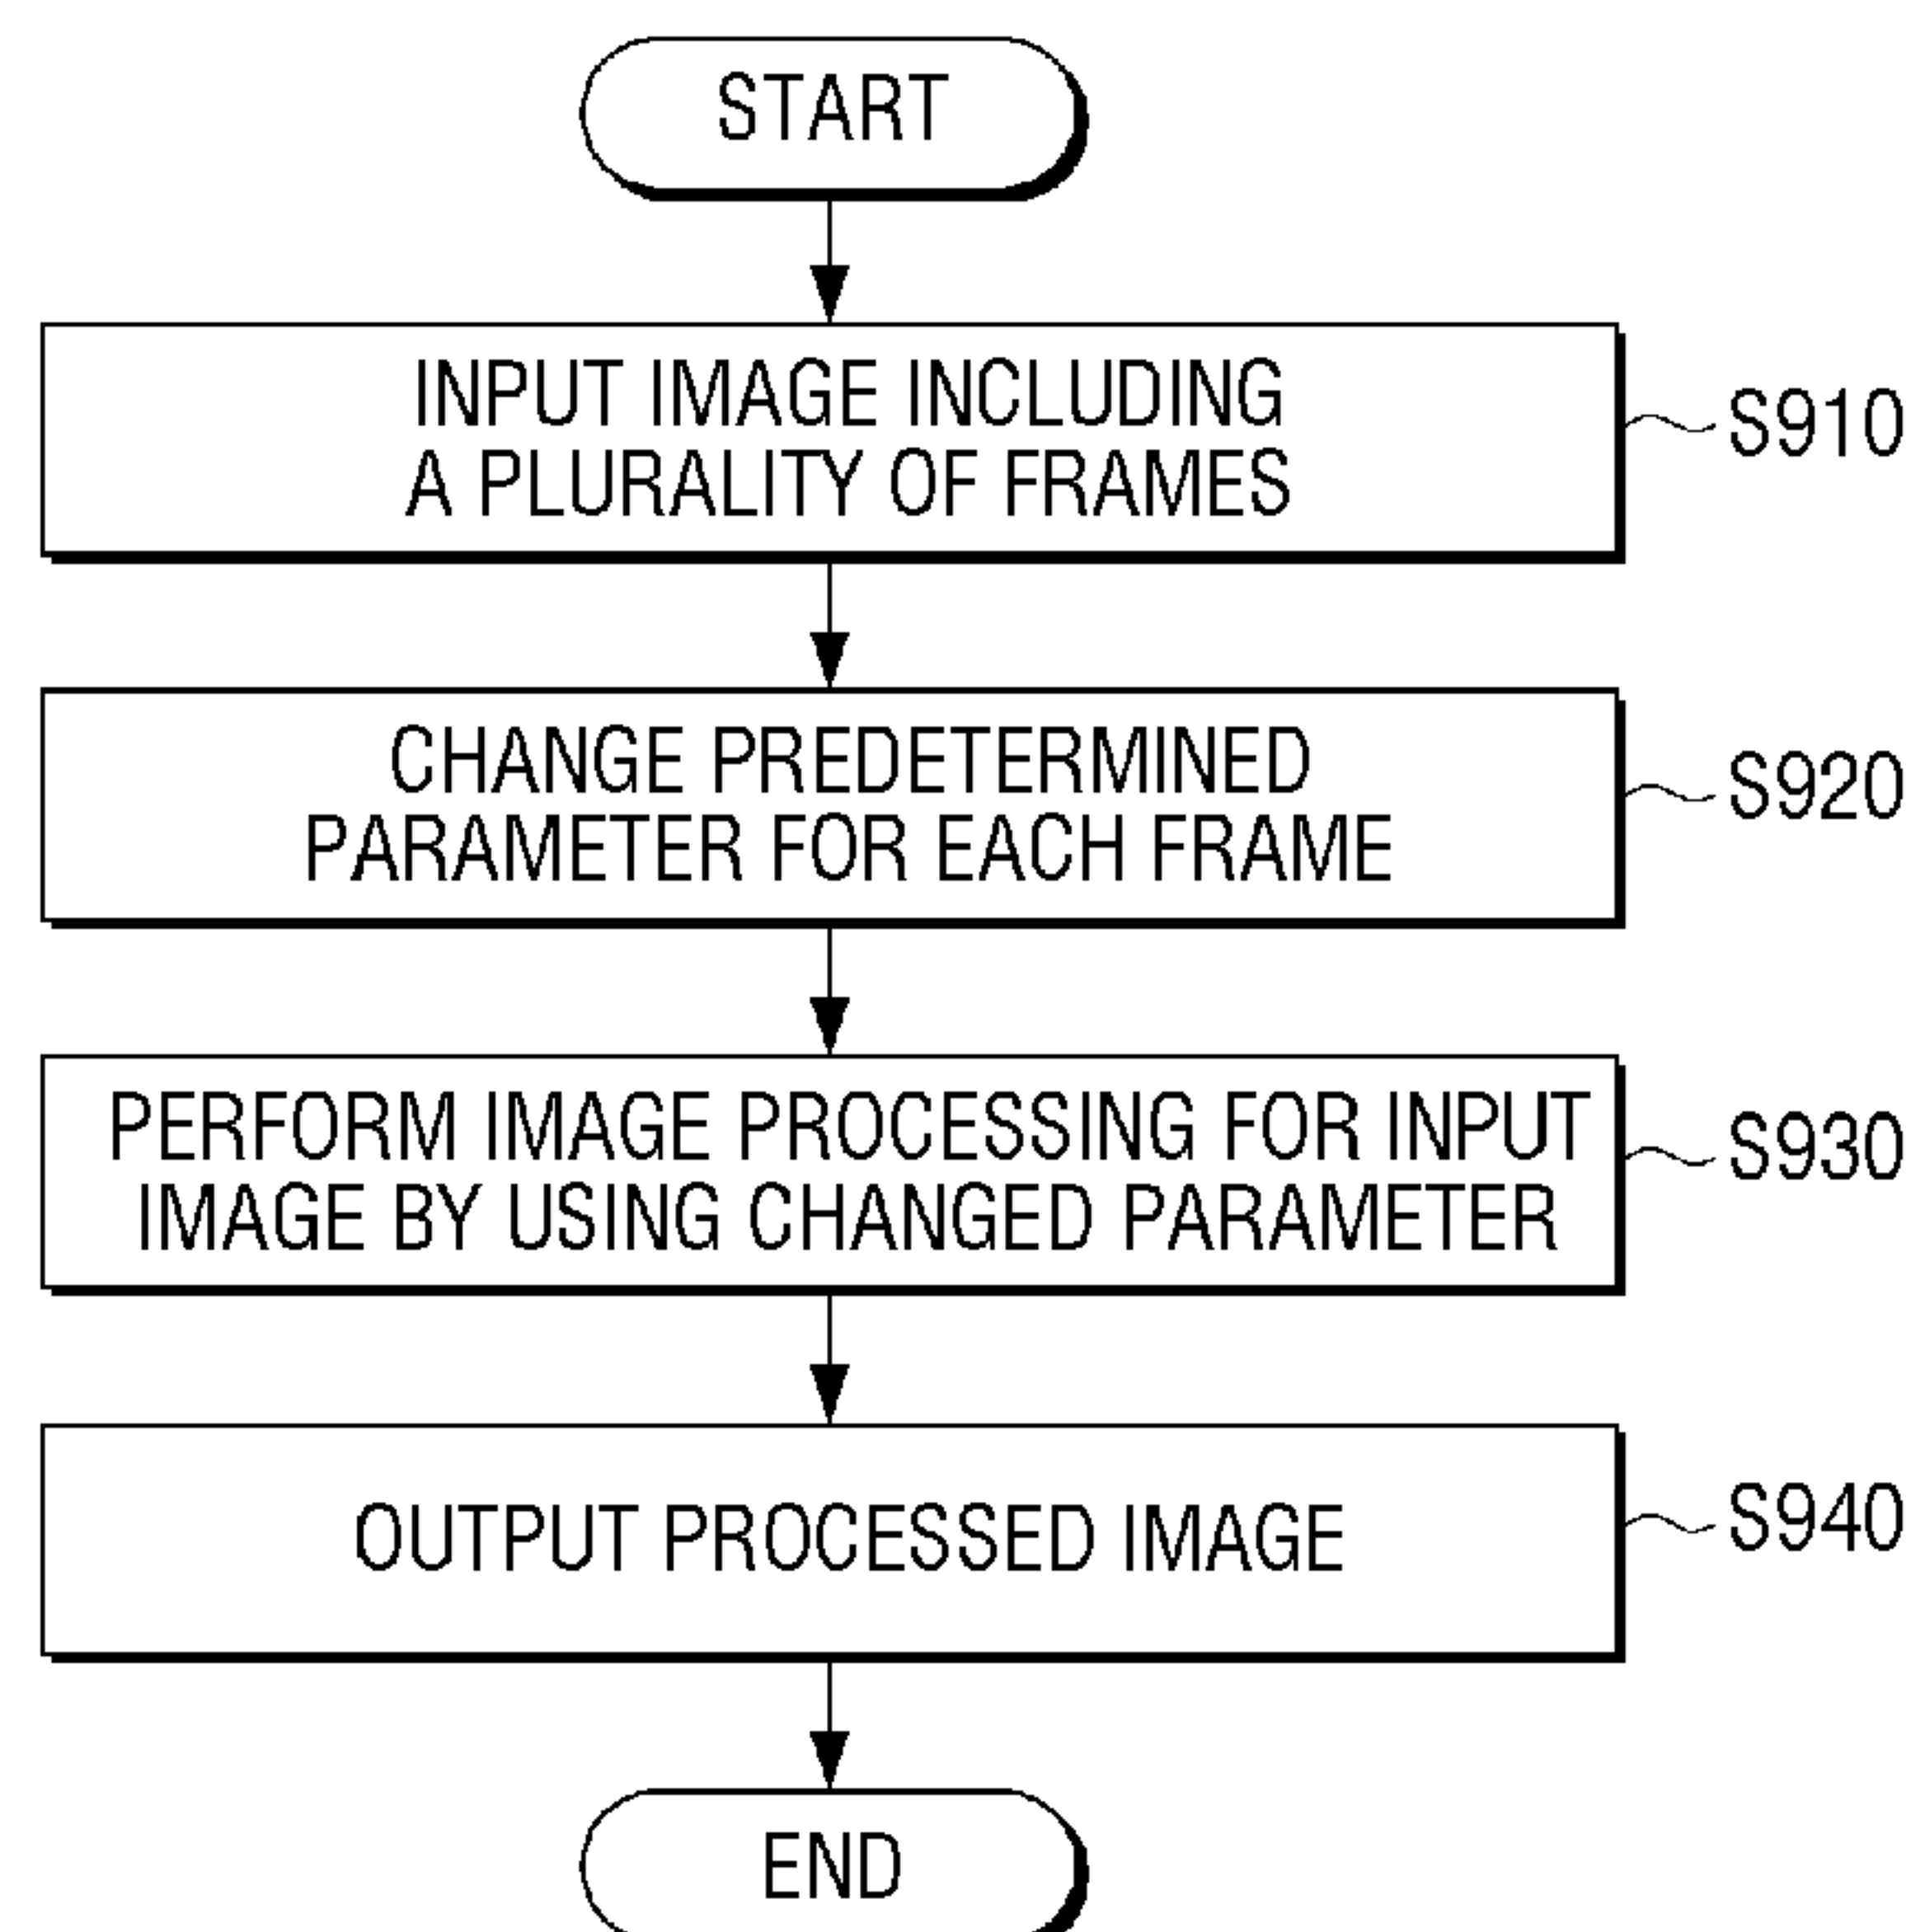 START
INPUT IMAGE INCLUDING
A PLURALITY OF FRAMES
S910
CHANGE PREDETERMINED
PARAMETER FOR EACH FRAME
S920
PERFORM IMAGE PROCESSING FOR INPUT
IMAGE BY USING CHANGED PARAMETER
S930
OUTPUT PROCESSED IMAGE
S940
END